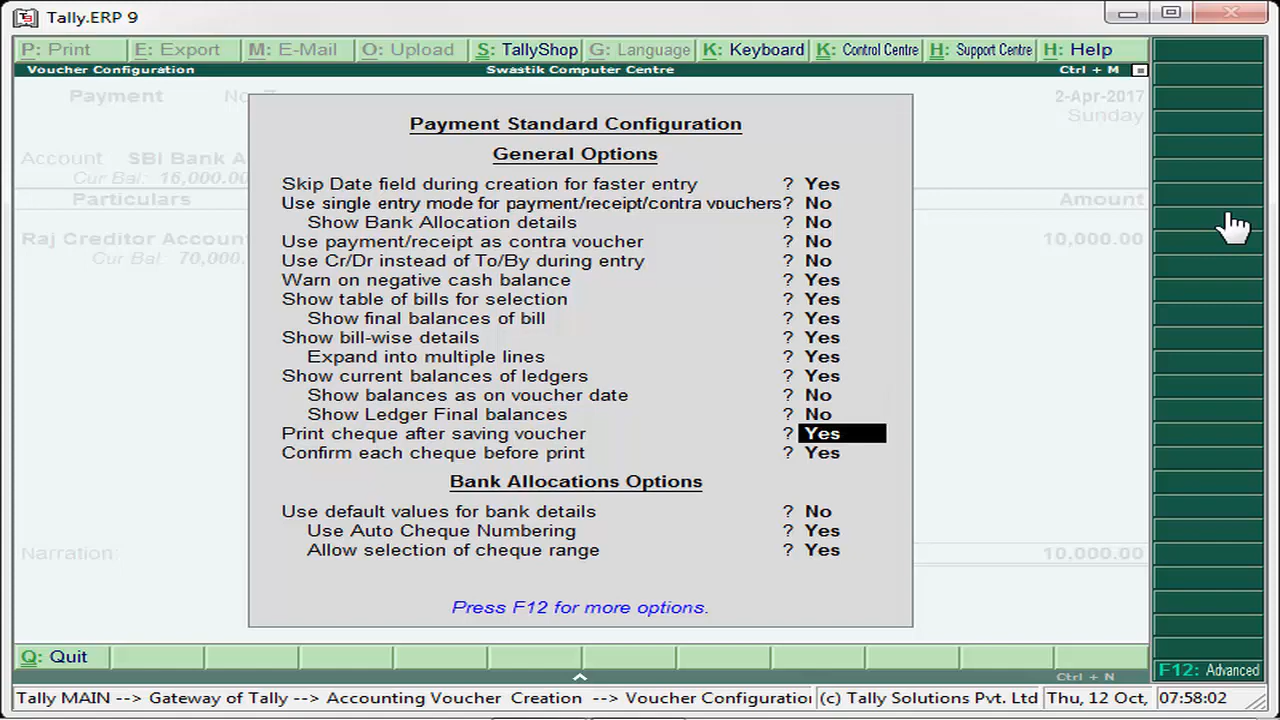 Tally.ERP 9
P: Print E: Export M: E-Mail O: Upload S: TallyShop G: Language K: Keyboard K: Control Centre H: Support Centre H: Help
Voucher Configuration Swastik Computer Centre Ctrl + M
Payment No. 7 2-Apr-2017
Sunday
Account SBI Bank A
Cur Bal: 15,000.00
Particulars Amount
Raj Creditor Account 10,000.00
Cur Bal: 70,000.
Payment Standard Configuration
General Options
Skip Date field during creation for faster entry ? Yes
Use single entry mode for payment/receipt/contra vouchers? No
Show Bank Allocation details ? No
Use payment/receipt as contra voucher ? No
Use Cr/Dr instead of To/By during entry ? No
Warn on negative cash balance ? Yes
Show table of bills for selection ? Yes
Show final balances of bill ? Yes
Show bill-wise details ? Yes
Expand into multiple lines ? Yes
Show current balances of ledgers ? Yes
Show balances as on voucher date ? No
Show Ledger Final balances ? No
Print cheque after saving voucher ? Yes
Confirm each cheque before print ? Yes
Bank Allocations Options
Use default values for bank details ? No
Use Auto Cheque Numbering ? Yes
Allow selection of cheque range ? Yes
Narration: 10,000.00
Press F12 for more options.
Q: Quit
F12: Advanced
Ctrl + N
Tally MAIN --> Gateway of Tally --> Accounting Voucher Creation --> Voucher Configuration (c) Tally Solutions Pvt. Ltd Thu, 12 Oct, 07:58:02